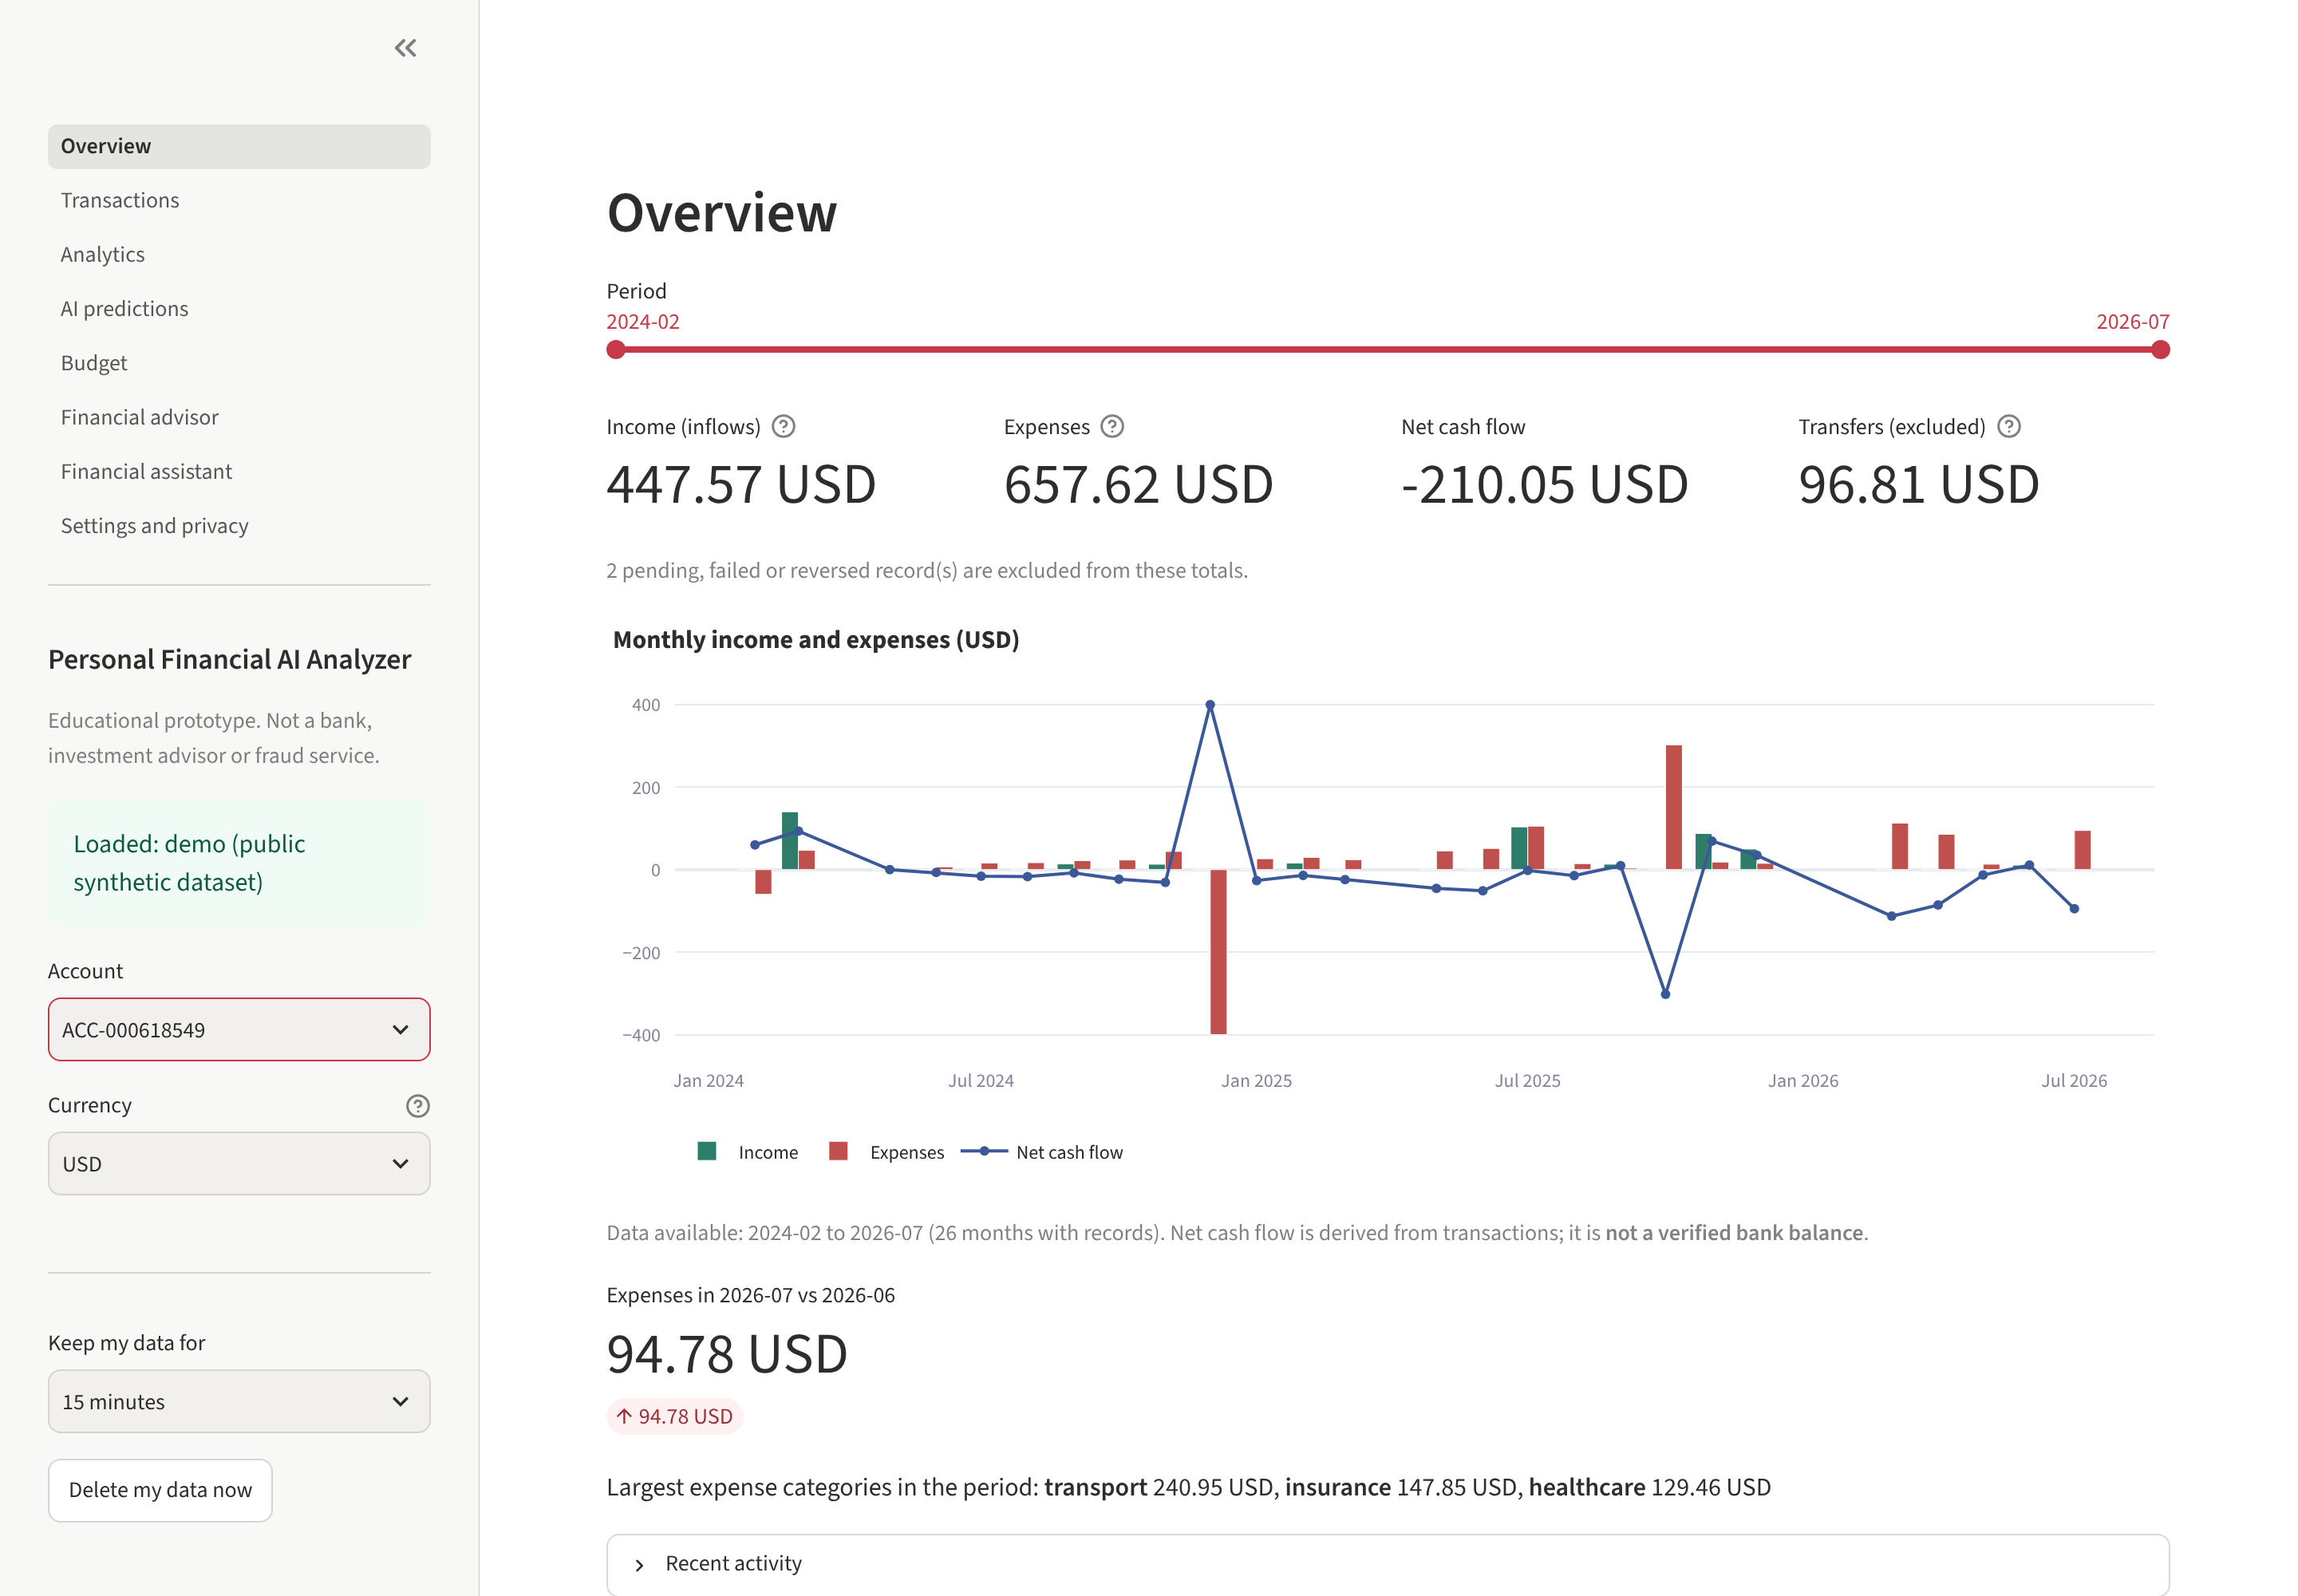 Overview
Transactions
Analytics
AI predictions
Budget
Financial advisor
Financial assistant
Settings and privacy
Personal Financial AI Analyzer
Educational prototype. Not a bank,
investment advisor or fraud service.
Loaded: demo (public
synthetic dataset)
Account
ACC-000618549
Currency
USD
Keep my data for
15 minutes
Delete my data now
Overview
Period
2024-02 2026-07
Income (inflows) Expenses Net cash flow Transfers (excluded)
447.57 USD 657.62 USD -210.05 USD 96.81 USD
2 pending, failed or reversed record(s) are excluded from these totals.
Monthly income and expenses (USD)
400
200
0
−200
−400
Jan 2024 Jul 2024 Jan 2025 Jul 2025 Jan 2026 Jul 2026
Income Expenses Net cash flow
Data available: 2024-02 to 2026-07 (26 months with records). Net cash flow is derived from transactions; it is not a verified bank balance.
Expenses in 2026-07 vs 2026-06
94.78 USD
↑ 94.78 USD
Largest expense categories in the period: transport 240.95 USD, insurance 147.85 USD, healthcare 129.46 USD
Recent activity